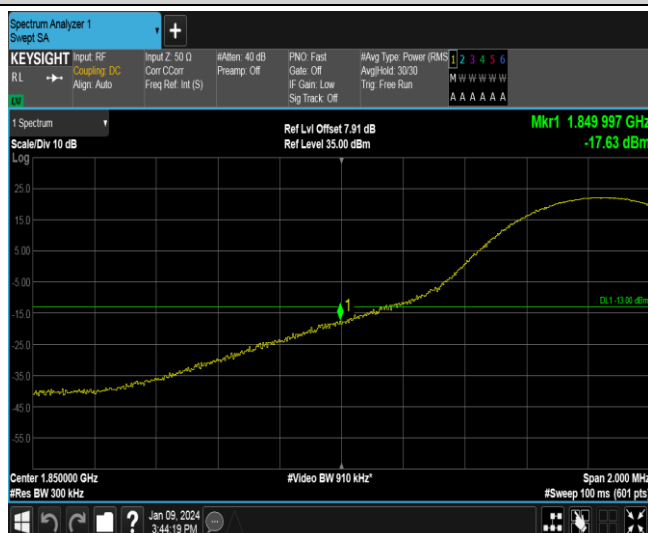 Spectrum Analyzer 1
Swept SA
KEYSIGHT
RL
Input: RF
Coupling: DC
Align: Auto
Input Z: 50 Ω
Corr CCorr
Freq Ref: Int (S)
#Atten: 40 dB
Preamp: Off
PNO: Fast
Gate: Off
IF Gain: Low
Sig Track: Off
#Avg Type: Power (RMS
Avg|Hold: 30/30
Trig: Free Run
1 2 3 4 5 6
M W W W W W
A A A A A A
1 Spectrum
Scale/Div 10 dB
Log
Ref Lvl Offset 7.91 dB
Ref Level 35.00 dBm
Mkr1 1.849 997 GHz
-17.63 dBm
25.0
15.0
5.00
-5.00
-15.0
-25.0
-35.0
-45.0
-55.0
1
DL1 -13.00 dBm
Center 1.850000 GHz
#Res BW 300 kHz
#Video BW 910 kHz*
Span 2.000 MHz
#Sweep 100 ms (601 pts)
Jan 09, 2024
3:44:19 PM